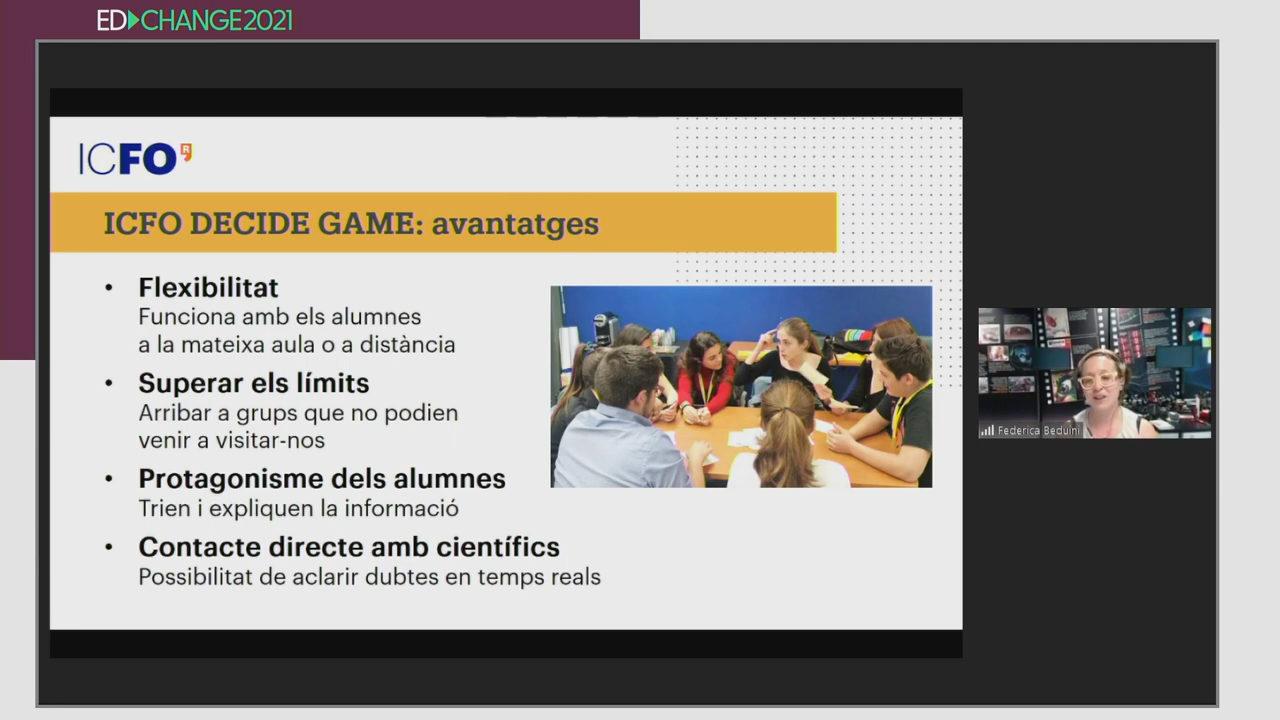 ED CHANGE2021
ICFO R
ICFO DECIDE GAME: avantatges
• Flexibilitat
Funciona amb els alumnes
a la mateixa aula o a distància
• Superar els límits
Arribar a grups que no podien
venir a visitar-nos
• Protagonisme dels alumnes
Trien i expliquen la informació
• Contacte directe amb científics
Possibilitat de aclarir dubtes en temps reals
Federica Beduini